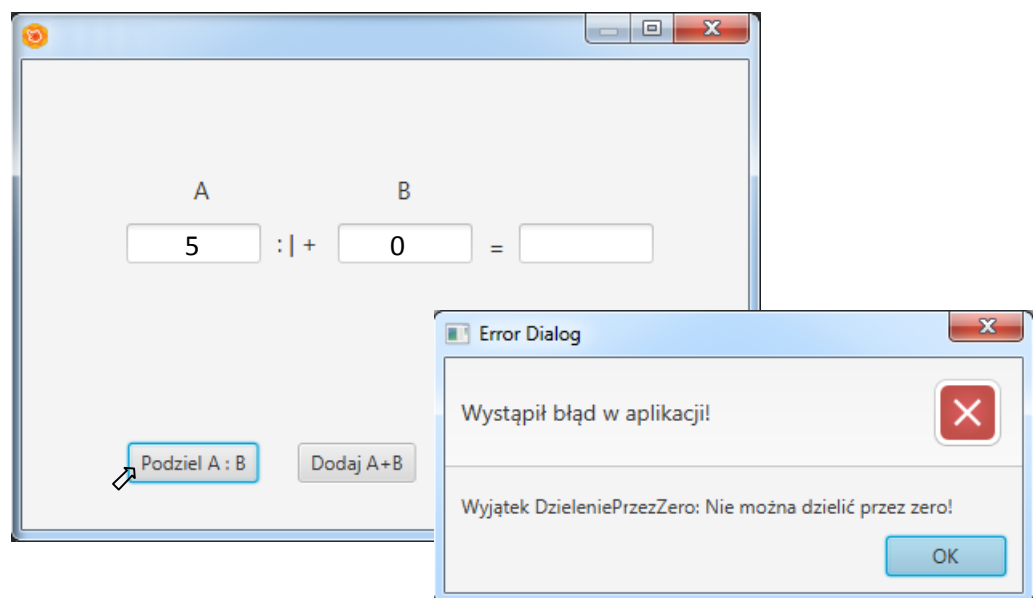 A B
5 :| + 0 =
Error Dialog
Wystąpił błąd w aplikacji!
Podziel A : B Dodaj A+B
Wyjątek DzieleniePrzezZero: Nie można dzielić przez zero!
OK